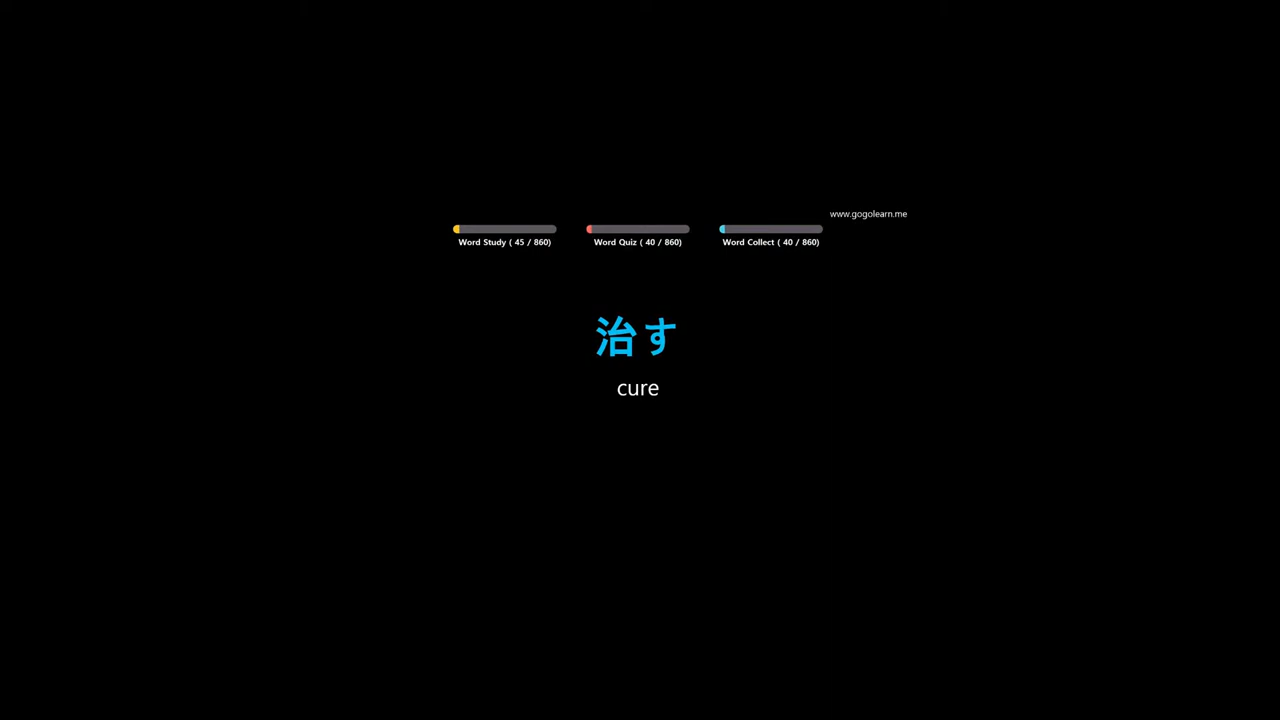 www.gogolearn.me
Word Study ( 45 / 860)
Word Quiz ( 40 / 860)
Word Collect ( 40 / 860)
治す
cure